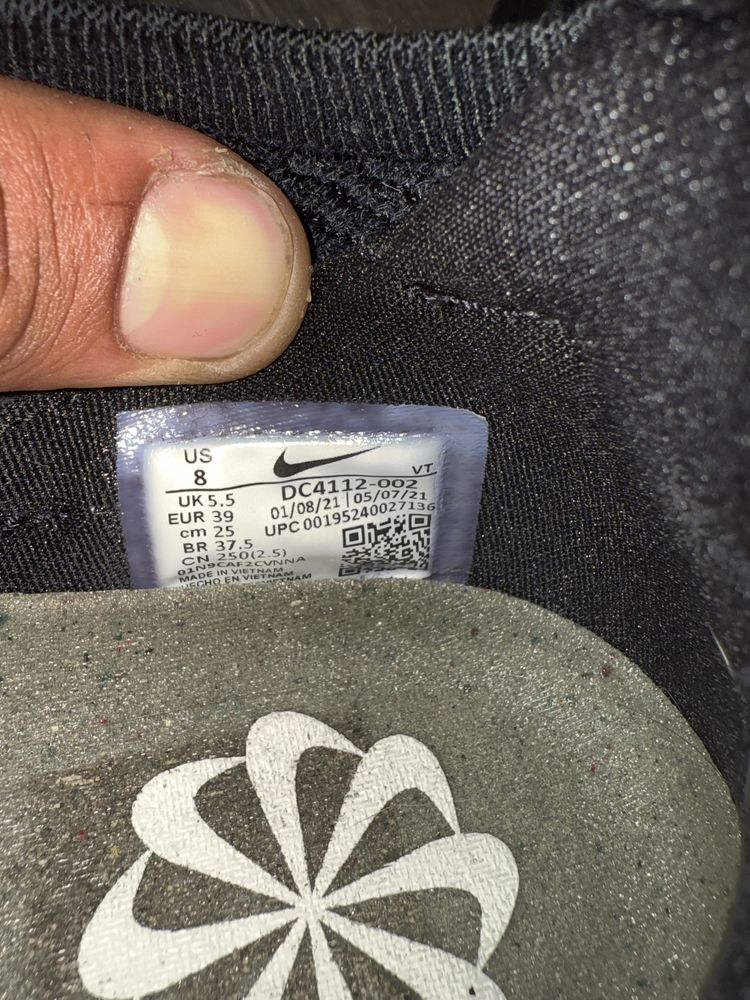 US
8
VT
UK 5.5
EUR 39
cm 25
BR 37.5
CN 250(2.5)
DC4112-002
01/08/21 | 05/07/21
UPC 00195240027136
01N9CAF2CVNNA
MADE IN VIETNAM
HECHO EN VIETNAM